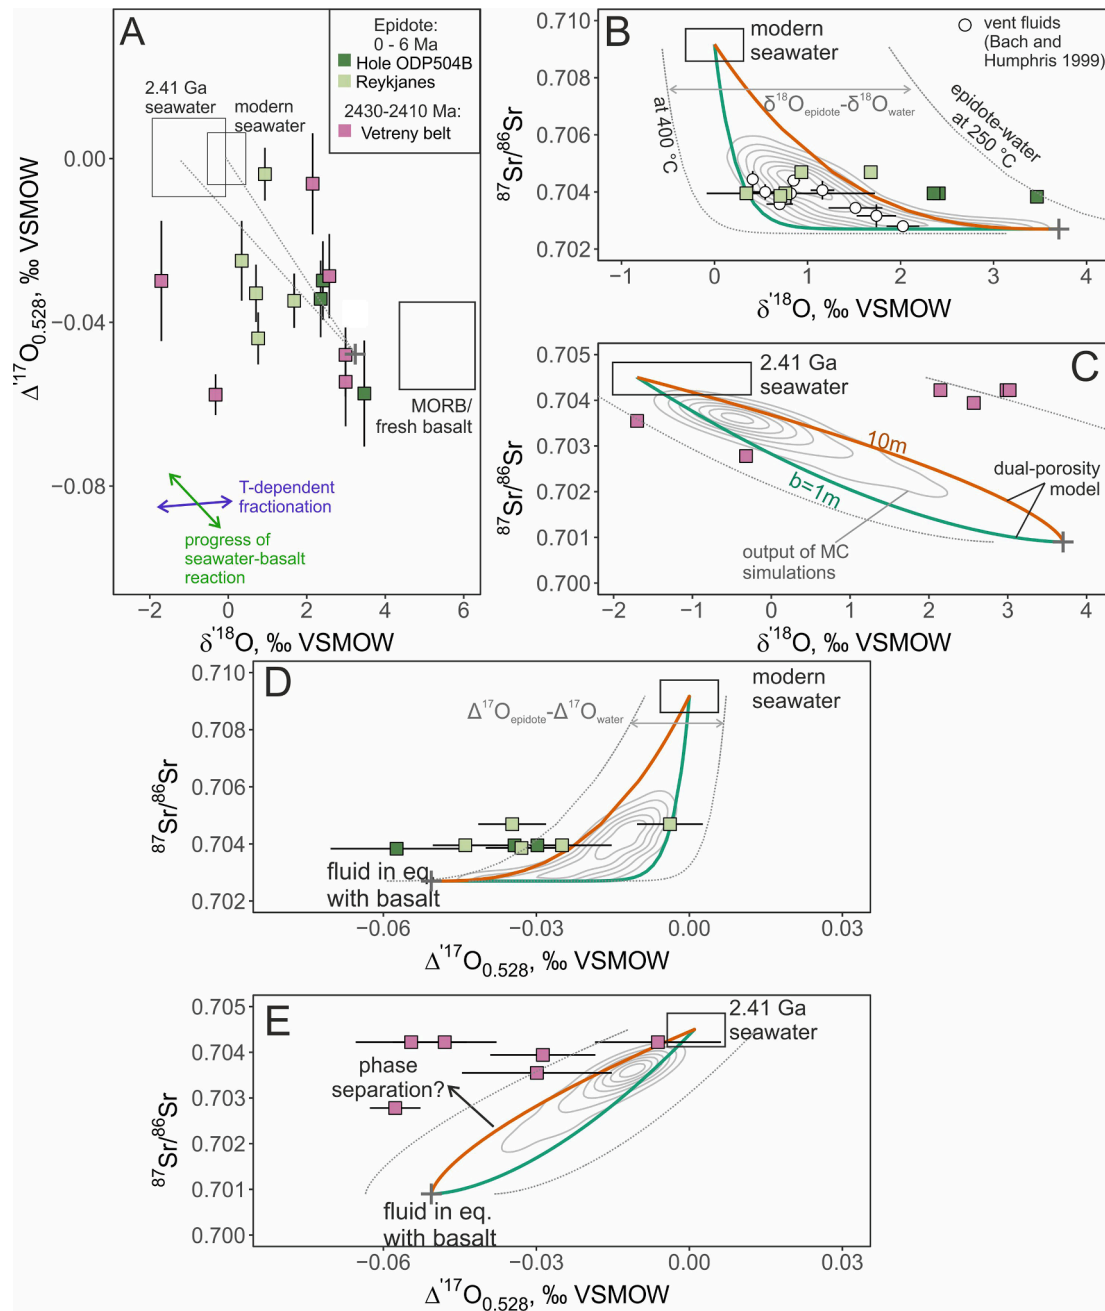 A
Epidote:
0 - 6 Ma
Hole ODP504B
Reykjanes
2430-2410 Ma:
Vetreny belt
2.41 Ga
seawater
modern
seawater
0.00
−0.04
−0.08
Δ'¹⁷O₀.₅₂₈, ‰ VSMOW
MORB/
fresh basalt
T-dependent
fractionation
progress of
seawater-basalt
reaction
−2
0
2
4
6
δ'¹⁸O, ‰ VSMOW
B
modern
seawater
vent fluids
(Bach and
Humphris 1999)
δ¹⁸Oepidote-δ¹⁸Owater
at 400 °C
epidote-water
at 250 °C
0.710
0.708
0.706
0.704
0.702
⁸⁷Sr/⁸⁶Sr
−1
0
1
2
3
4
δ'¹⁸O, ‰ VSMOW
C
2.41 Ga
seawater
10m
b=1m
dual-porosity
model
output of MC
simulations
0.705
0.704
0.703
0.702
0.701
0.700
⁸⁷Sr/⁸⁶Sr
−2
−1
0
1
2
3
4
δ'¹⁸O, ‰ VSMOW
D
modern
seawater
Δ¹⁷Oepidote-Δ¹⁷Owater
fluid in eq.
with basalt
0.710
0.708
0.706
0.704
0.702
⁸⁷Sr/⁸⁶Sr
−0.06
−0.03
0.00
0.03
Δ'¹⁷O₀.₅₂₈, ‰ VSMOW
E
2.41 Ga
seawater
phase
separation?
fluid in eq.
with basalt
0.705
0.704
0.703
0.702
0.701
0.700
⁸⁷Sr/⁸⁶Sr
−0.06
−0.03
0.00
0.03
Δ'¹⁷O₀.₅₂₈, ‰ VSMOW